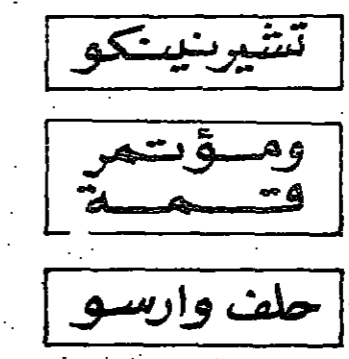 تشيرنينكو
ومؤتمر
قمة
حلف وارسو